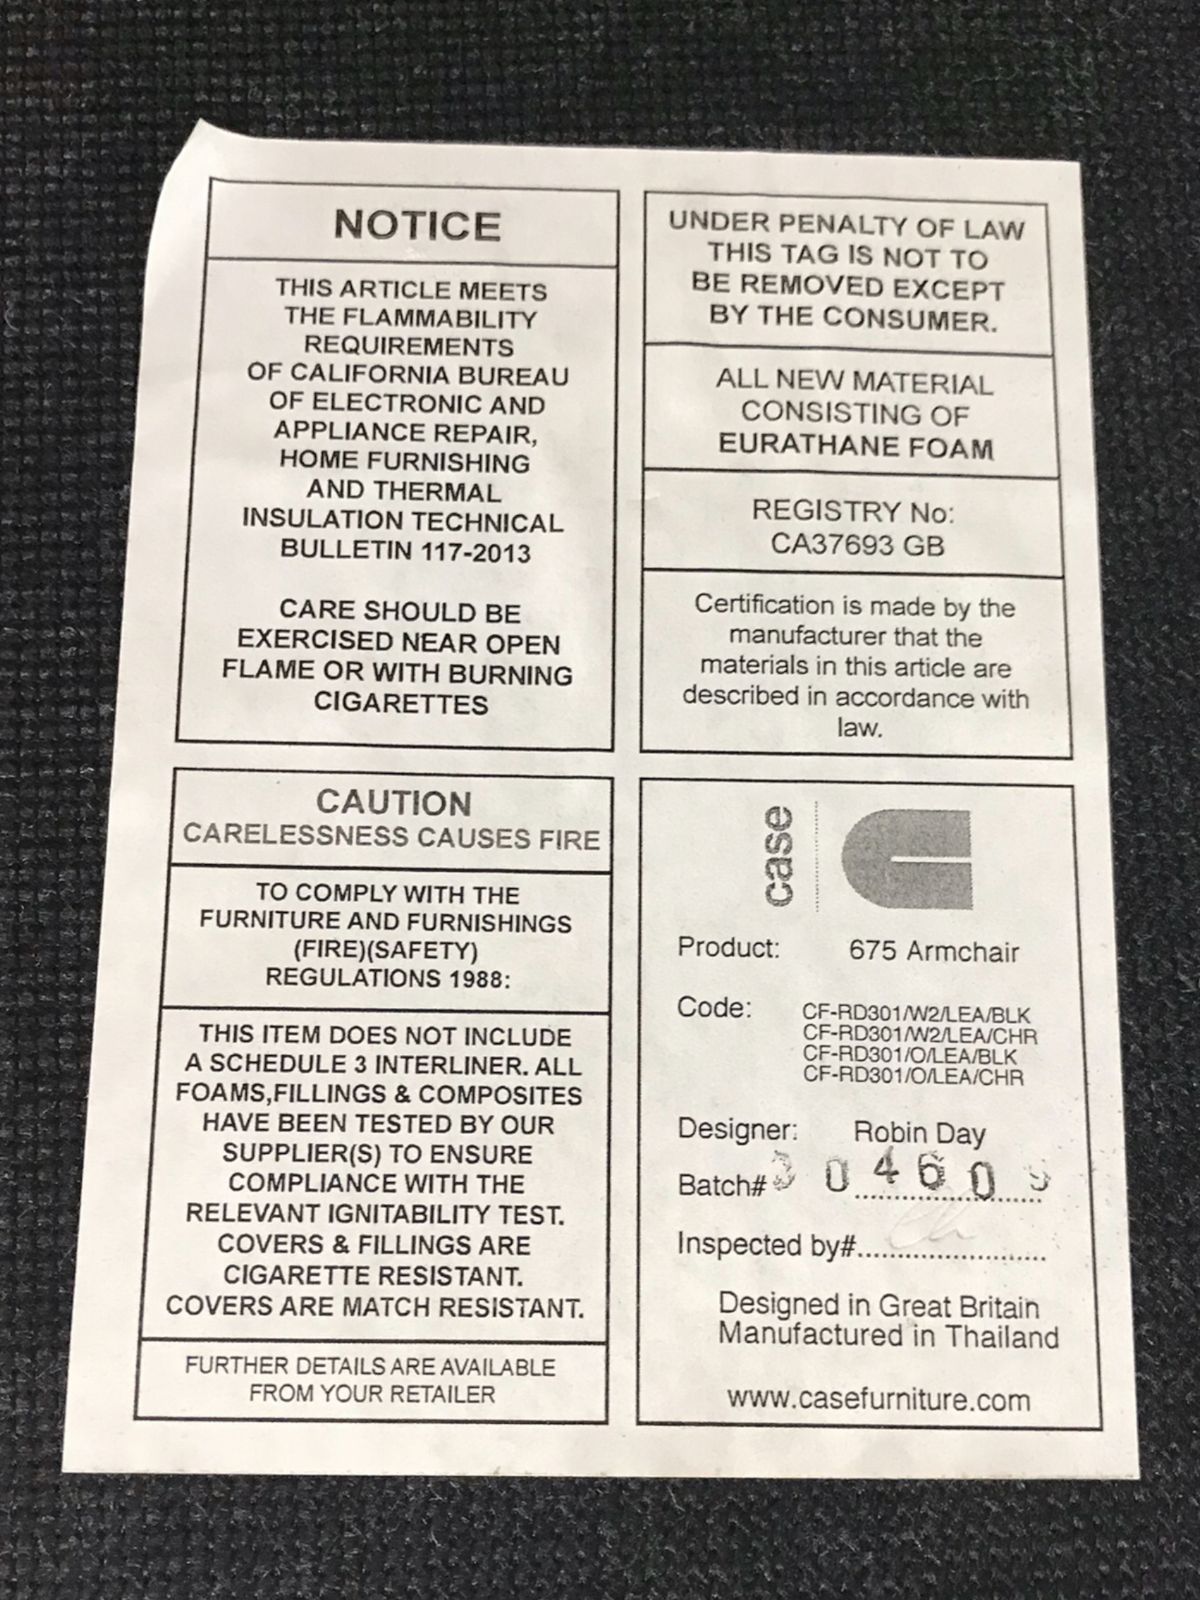 NOTICE
THIS ARTICLE MEETS
THE FLAMMABILITY
REQUIREMENTS
OF CALIFORNIA BUREAU
OF ELECTRONIC AND
APPLIANCE REPAIR,
HOME FURNISHING
AND THERMAL
INSULATION TECHNICAL
BULLETIN 117-2013
CARE SHOULD BE
EXERCISED NEAR OPEN
FLAME OR WITH BURNING
CIGARETTES
UNDER PENALTY OF LAW
THIS TAG IS NOT TO
BE REMOVED EXCEPT
BY THE CONSUMER.
ALL NEW MATERIAL
CONSISTING OF
EURATHANE FOAM
REGISTRY No:
CA37693 GB
Certification is made by the
manufacturer that the
materials in this article are
described in accordance with
law.
CAUTION
CARELESSNESS CAUSES FIRE
TO COMPLY WITH THE
FURNITURE AND FURNISHINGS
(FIRE)(SAFETY)
REGULATIONS 1988:
THIS ITEM DOES NOT INCLUDE
A SCHEDULE 3 INTERLINER. ALL
FOAMS,FILLINGS & COMPOSITES
HAVE BEEN TESTED BY OUR
SUPPLIER(S) TO ENSURE
COMPLIANCE WITH THE
RELEVANT IGNITABILITY TEST.
COVERS & FILLINGS ARE
CIGARETTE RESISTANT.
COVERS ARE MATCH RESISTANT.
FURTHER DETAILS ARE AVAILABLE
FROM YOUR RETAILER
case
Product: 675 Armchair
Code: CF-RD301/W2/LEA/BLK
CF-RD301/W2/LEA/CHR
CF-RD301/O/LEA/BLK
CF-RD301/O/LEA/CHR
Designer: Robin Day
Batch# 0 4 6 0
Inspected by#
Designed in Great Britain
Manufactured in Thailand
www.casefurniture.com